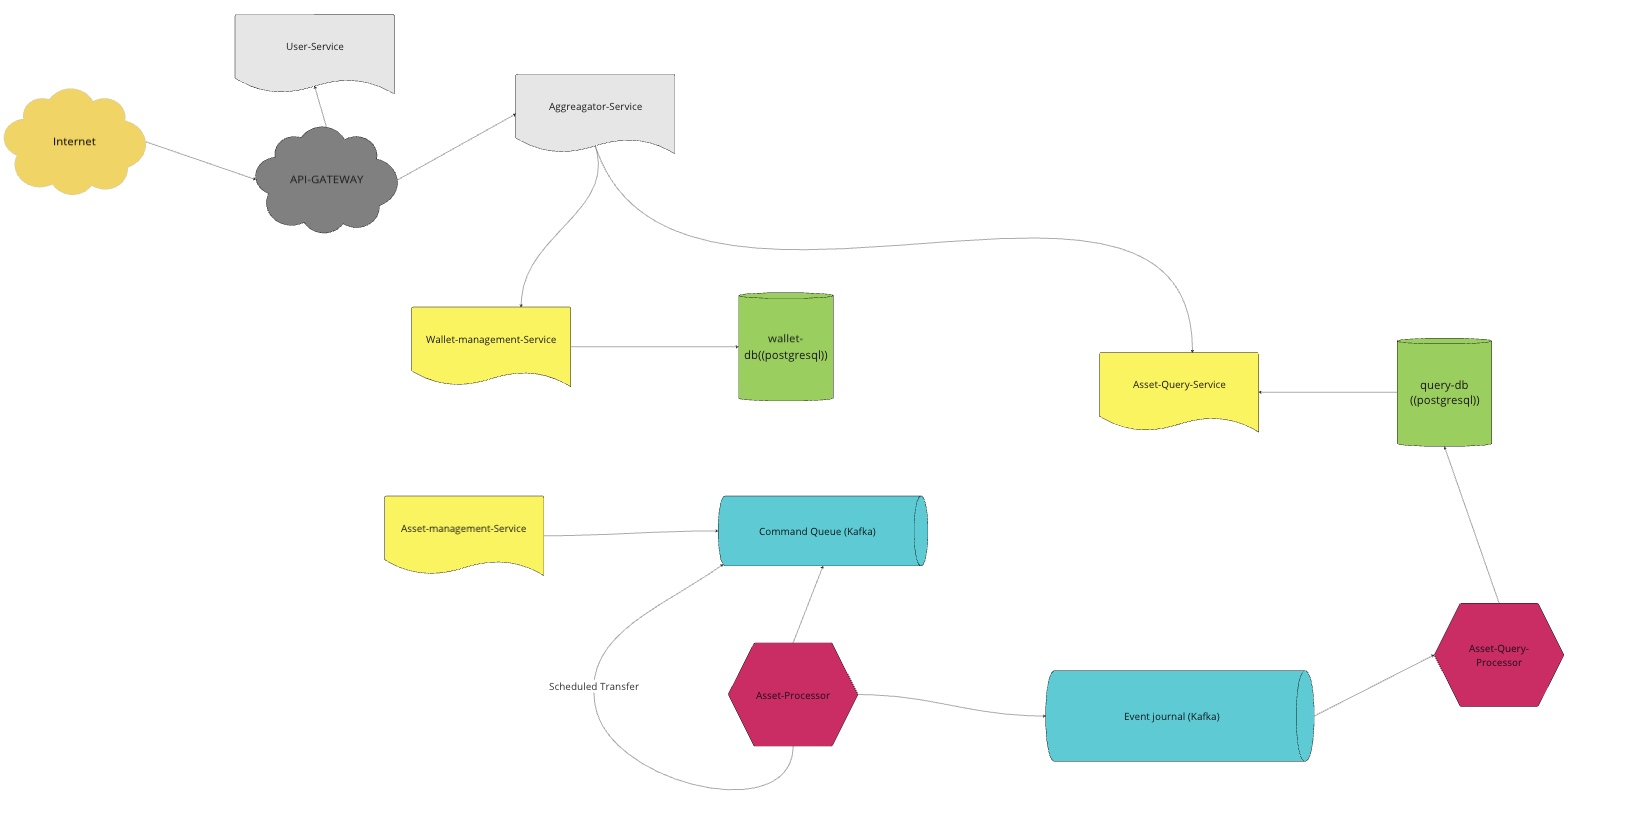 User-Service
Aggreagator-Service
Internet
API-GATEWAY
Wallet-management-Service
wallet-
db((postgresql))
Asset-Query-Service
query-db
((postgresql))
Asset-management-Service
Command Queue (Kafka)
Scheduled Transfer
Asset-Processor
Event journal (Kafka)
Asset-Query-
Processor